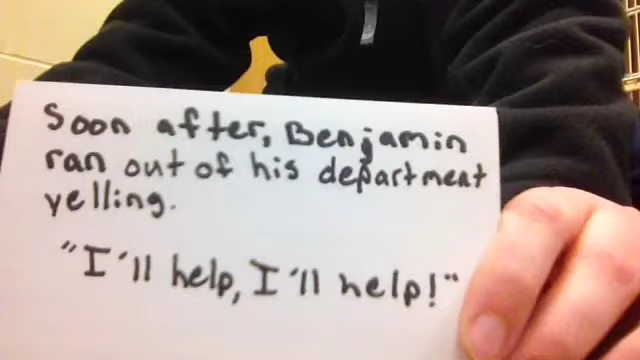 Soon after, Benjamin
ran out of his department
yelling.
"I'll help, I'll help!"